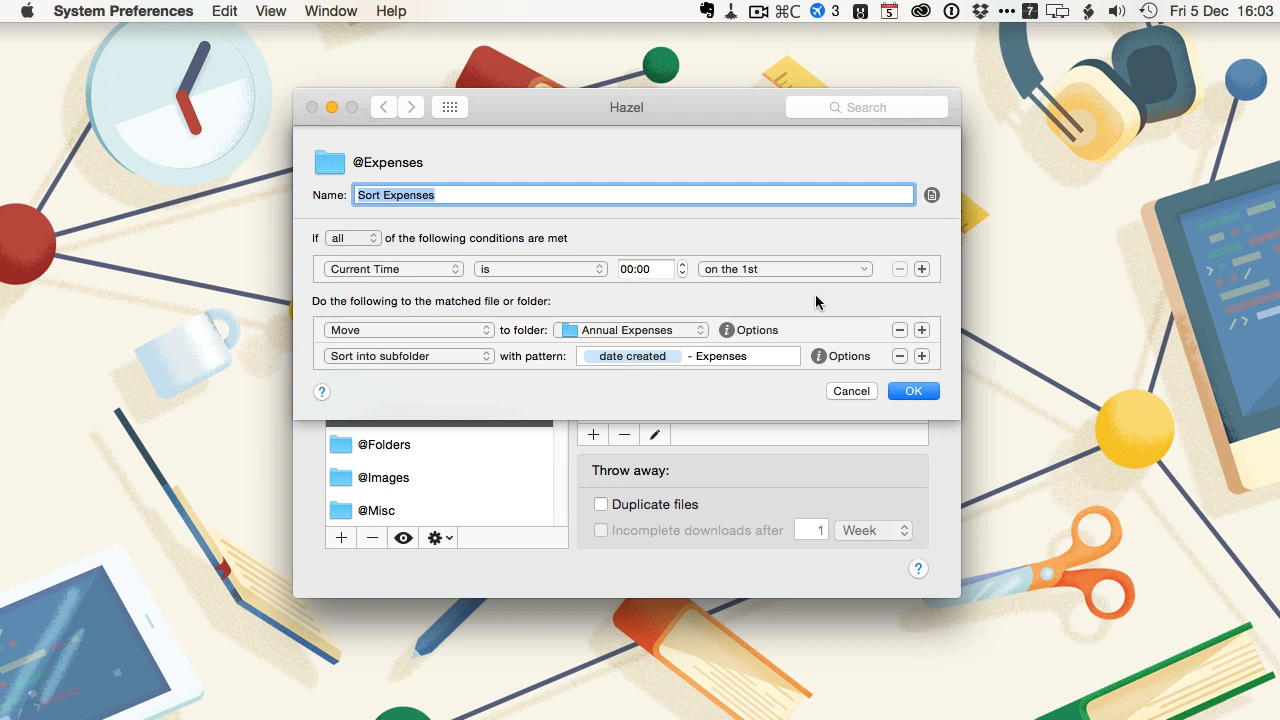 System Preferences Edit View Window Help ⌘C 3 5 7 Fri 5 Dec 16:03
Hazel Search
@Expenses
Name: Sort Expenses
If all of the following conditions are met
Current Time is 00:00 on the 1st
Do the following to the matched file or folder:
Move to folder: Annual Expenses Options
Sort into subfolder with pattern: date created - Expenses Options
? Cancel OK
@Folders
Throw away:
@Images
Duplicate files
@Misc
Incomplete downloads after 1 Week
?